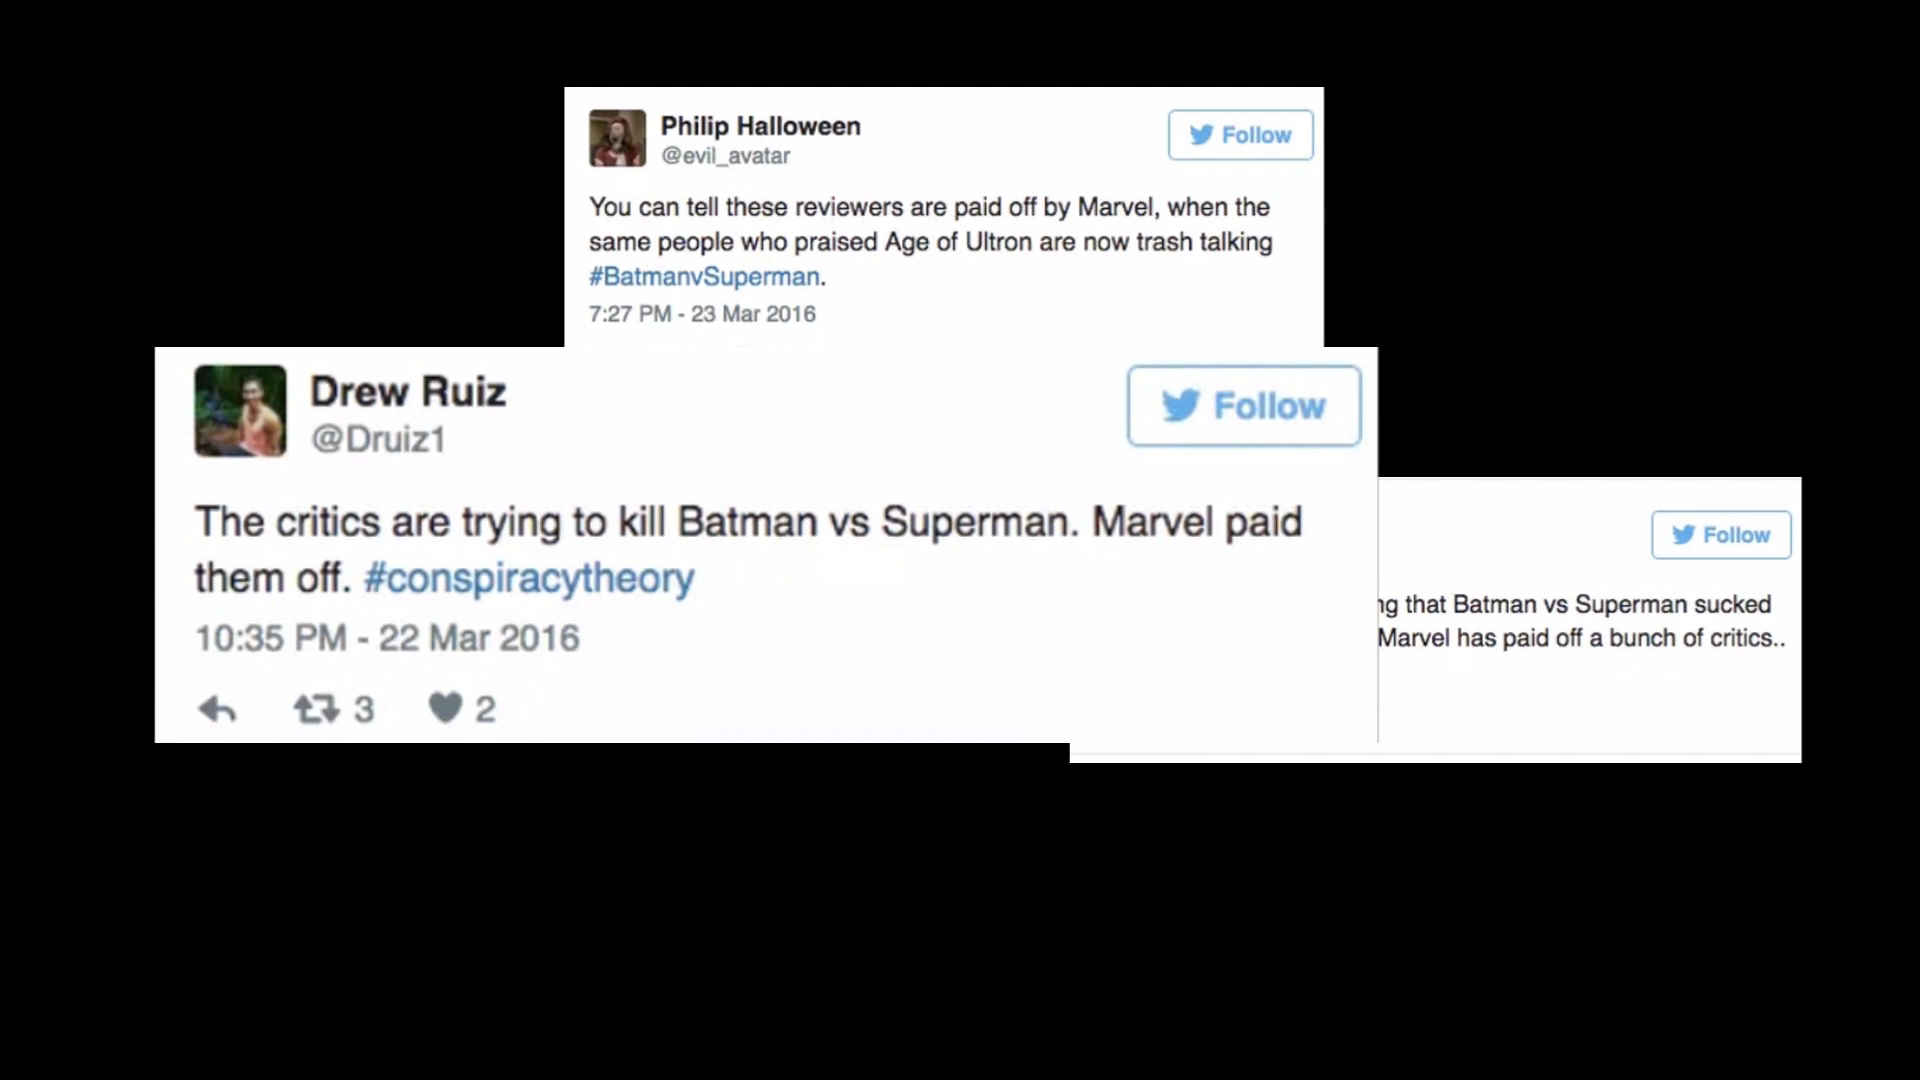 Philip Halloween
@evil_avatar
Follow
You can tell these reviewers are paid off by Marvel, when the
same people who praised Age of Ultron are now trash talking
#BatmanvSuperman.
7:27 PM - 23 Mar 2016
Drew Ruiz
@Druiz1
Follow
The critics are trying to kill Batman vs Superman. Marvel paid
them off. #conspiracytheory
10:35 PM - 22 Mar 2016
3 2
Follow
that Batman vs Superman sucked
Marvel has paid off a bunch of critics..